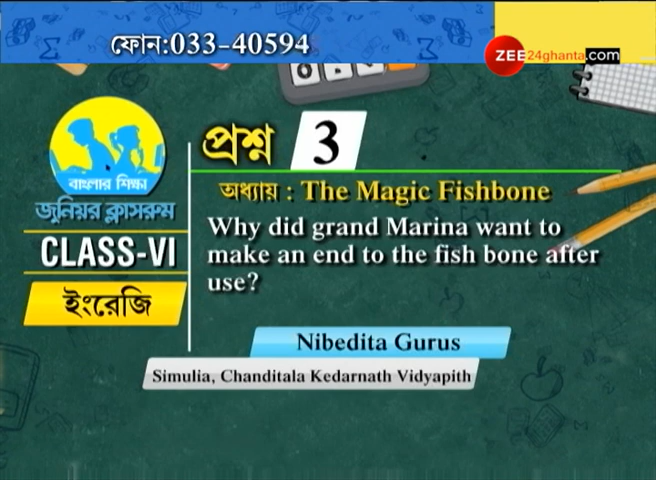 ফোন:033-40594
ZEE24ghanta.com
প্রশ্ন 3
বাংলার শিক্ষা
জুনিয়র ক্লাসরুম
CLASS-VI
ইংরেজি
অধ্যায় : The Magic Fishbone
Why did grand Marina want to
make an end to the fish bone after
use?
Nibedita Gurus
Simulia, Chanditala Kedarnath Vidyapith